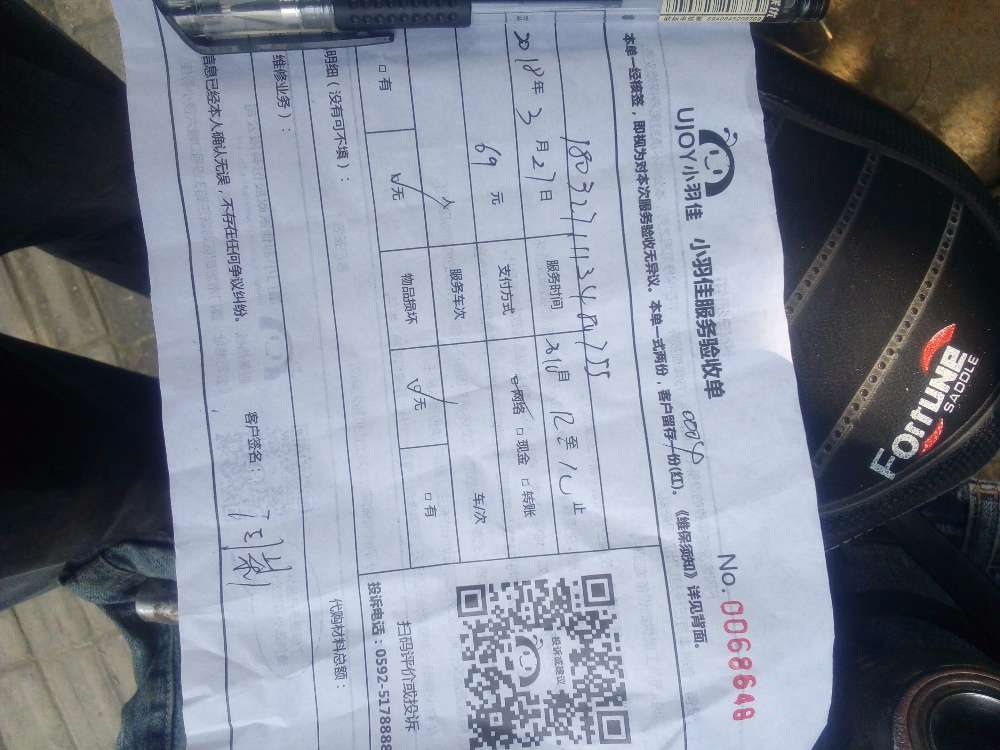 UJOY小羽佳 小羽佳服务验收单
No.0068648
本单一经接签，即视为对本次服务验收无异议。本单一式两份，客户留存一份(红)。《维保须知》详见背面。
2018年3月27日 服务时间
69元 支付方式 网络 □现金 □转账
人 服务车次 车/次
□有 无 物品损坏 无 □有
明细（没有可不填）：
代购材料总额：
维修业务）：
信息已经本人确认无误，不存在任何争议纠纷。
客户签名：
投诉或建议
扫码评价或投诉
投诉电话：0592-5178888
FORTUNE
SADDLE